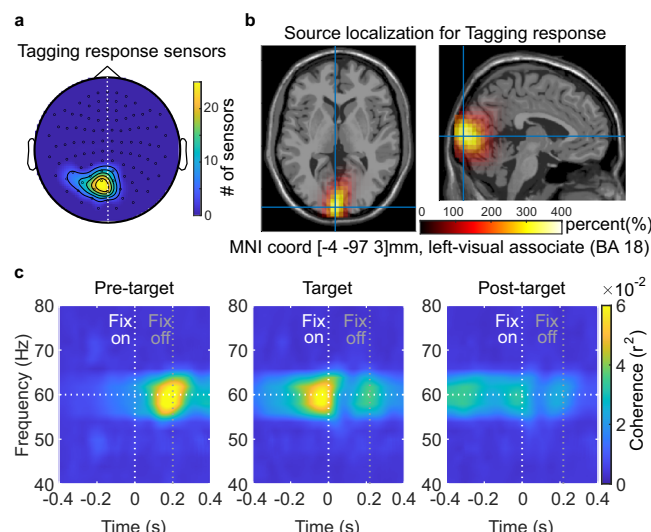 a
Tagging response sensors
20
10
0
# of sensors
b
Source localization for Tagging response
0 100 200 300 400 percent(%)
MNI coord [-4 -97 3]mm, left-visual associate (BA 18)
c
Pre-target
Target
Post-target
×10⁻²
Frequency (Hz)
80
70
60
50
40
Fix on
Fix off
Fix on
Fix off
Fix on
Fix off
6
4
2
0
Coherence (r²)
-0.4 -0.2 0 0.2 0.4
-0.4 -0.2 0 0.2 0.4
-0.4 -0.2 0 0.2 0.4
Time (s)
Time (s)
Time (s)